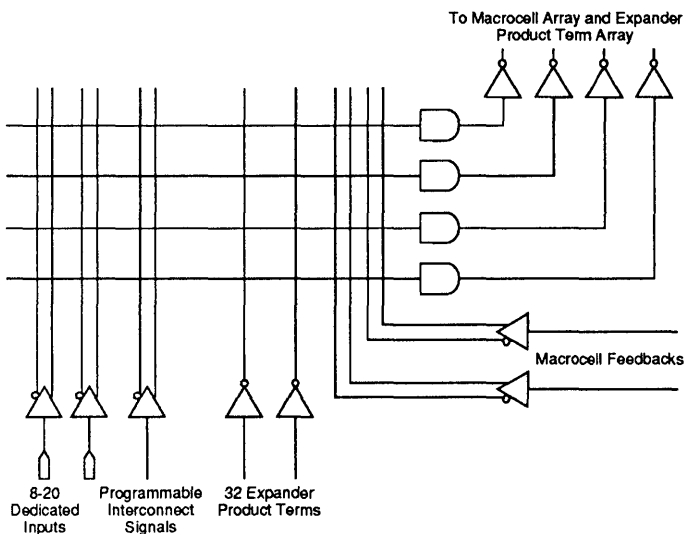 To Macrocell Array and Expander
Product Term Array
Macrocell Feedbacks
8-20
Dedicated
Inputs
Programmable
Interconnect
Signals
32 Expander
Product Terms